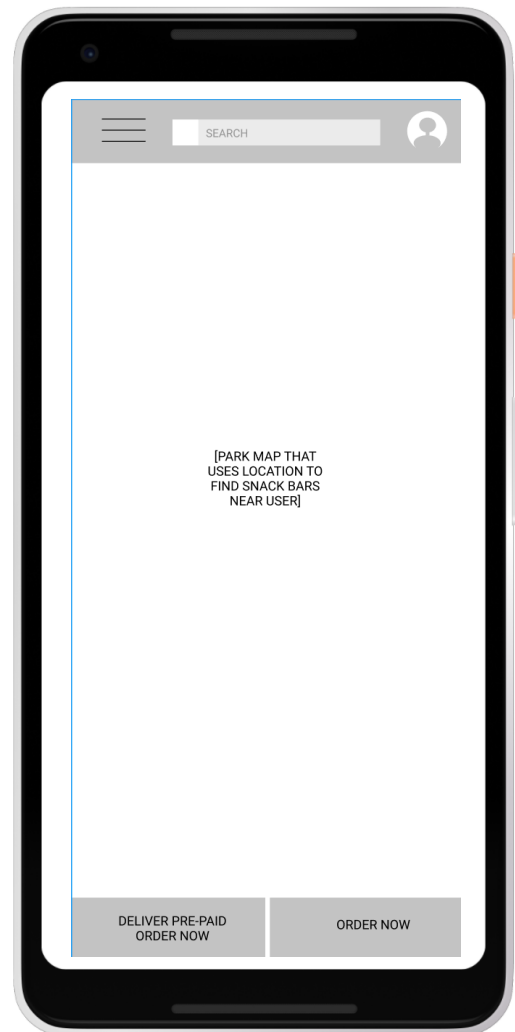 SEARCH
[PARK MAP THAT
USES LOCATION TO
FIND SNACK BARS
NEAR USER]
DELIVER PRE-PAID
ORDER NOW
ORDER NOW